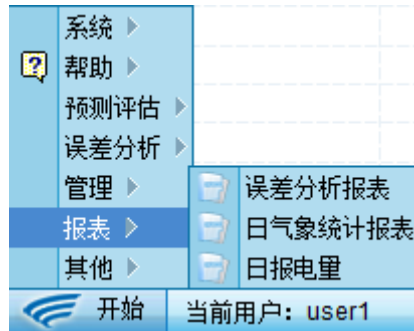 系统
帮助
预测评估
误差分析
管理
报表
其他
误差分析报表
日气象统计报表
日报电量
开始
当前用户：user1